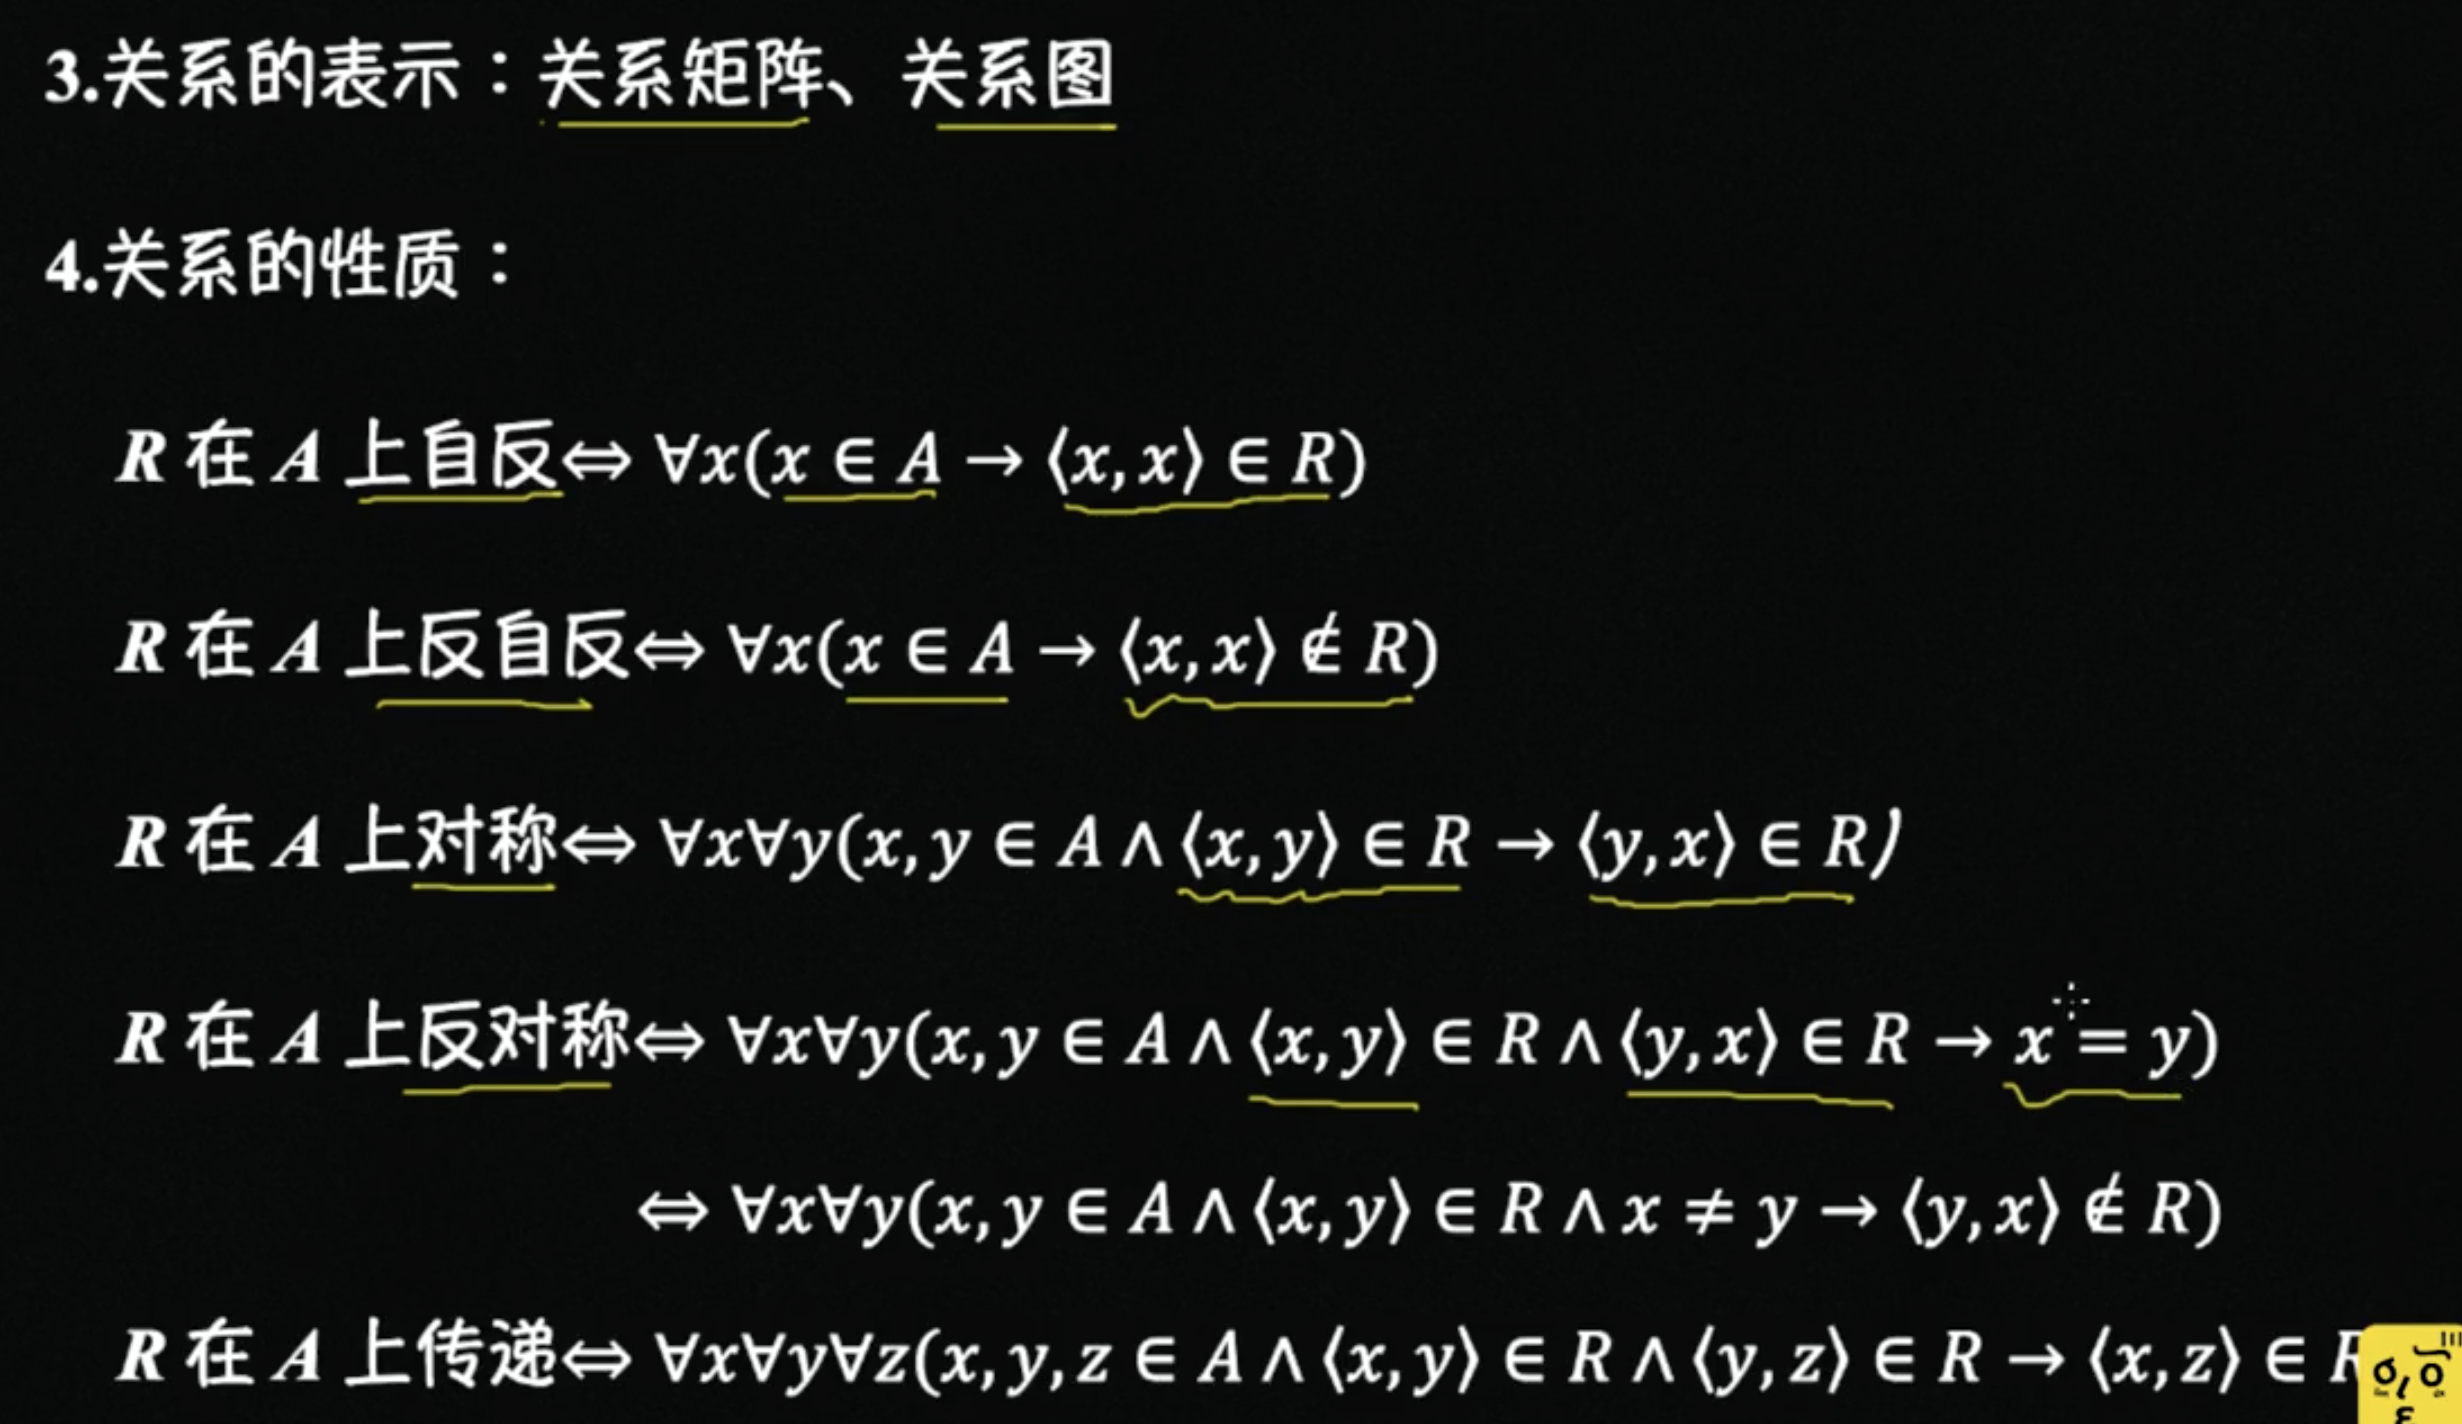 3.关系的表示：关系矩阵、关系图
4.关系的性质：
R 在 A 上自反⇔ ∀x(x ∈ A → ⟨x, x⟩ ∈ R)
R 在 A 上反自反⇔ ∀x(x ∈ A → ⟨x, x⟩ ∉ R)
R 在 A 上对称⇔ ∀x∀y(x, y ∈ A ∧ ⟨x, y⟩ ∈ R → ⟨y, x⟩ ∈ R)
R 在 A 上反对称⇔ ∀x∀y(x, y ∈ A ∧ ⟨x, y⟩ ∈ R ∧ ⟨y, x⟩ ∈ R → x = y)
⇔ ∀x∀y(x, y ∈ A ∧ ⟨x, y⟩ ∈ R ∧ x ≠ y → ⟨y, x⟩ ∉ R)
R 在 A 上传递⇔ ∀x∀y∀z(x, y, z ∈ A ∧ ⟨x, y⟩ ∈ R ∧ ⟨y, z⟩ ∈ R → ⟨x, z⟩ ∈ R